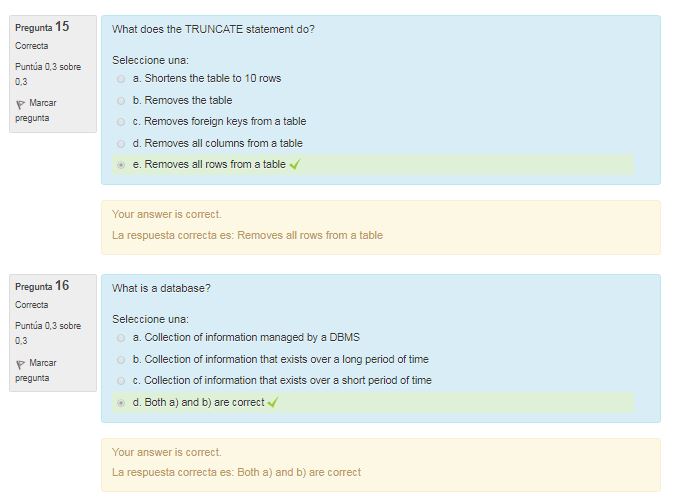 Pregunta 15
Correcta
Puntúa 0,3 sobre
0,3
Marcar
pregunta
What does the TRUNCATE statement do?
Seleccione una:
a. Shortens the table to 10 rows
b. Removes the table
c. Removes foreign keys from a table
d. Removes all columns from a table
e. Removes all rows from a table
Your answer is correct.
La respuesta correcta es: Removes all rows from a table
Pregunta 16
Correcta
Puntúa 0,3 sobre
0,3
Marcar
pregunta
What is a database?
Seleccione una:
a. Collection of information managed by a DBMS
b. Collection of information that exists over a long period of time
c. Collection of information that exists over a short period of time
d. Both a) and b) are correct
Your answer is correct.
La respuesta correcta es: Both a) and b) are correct